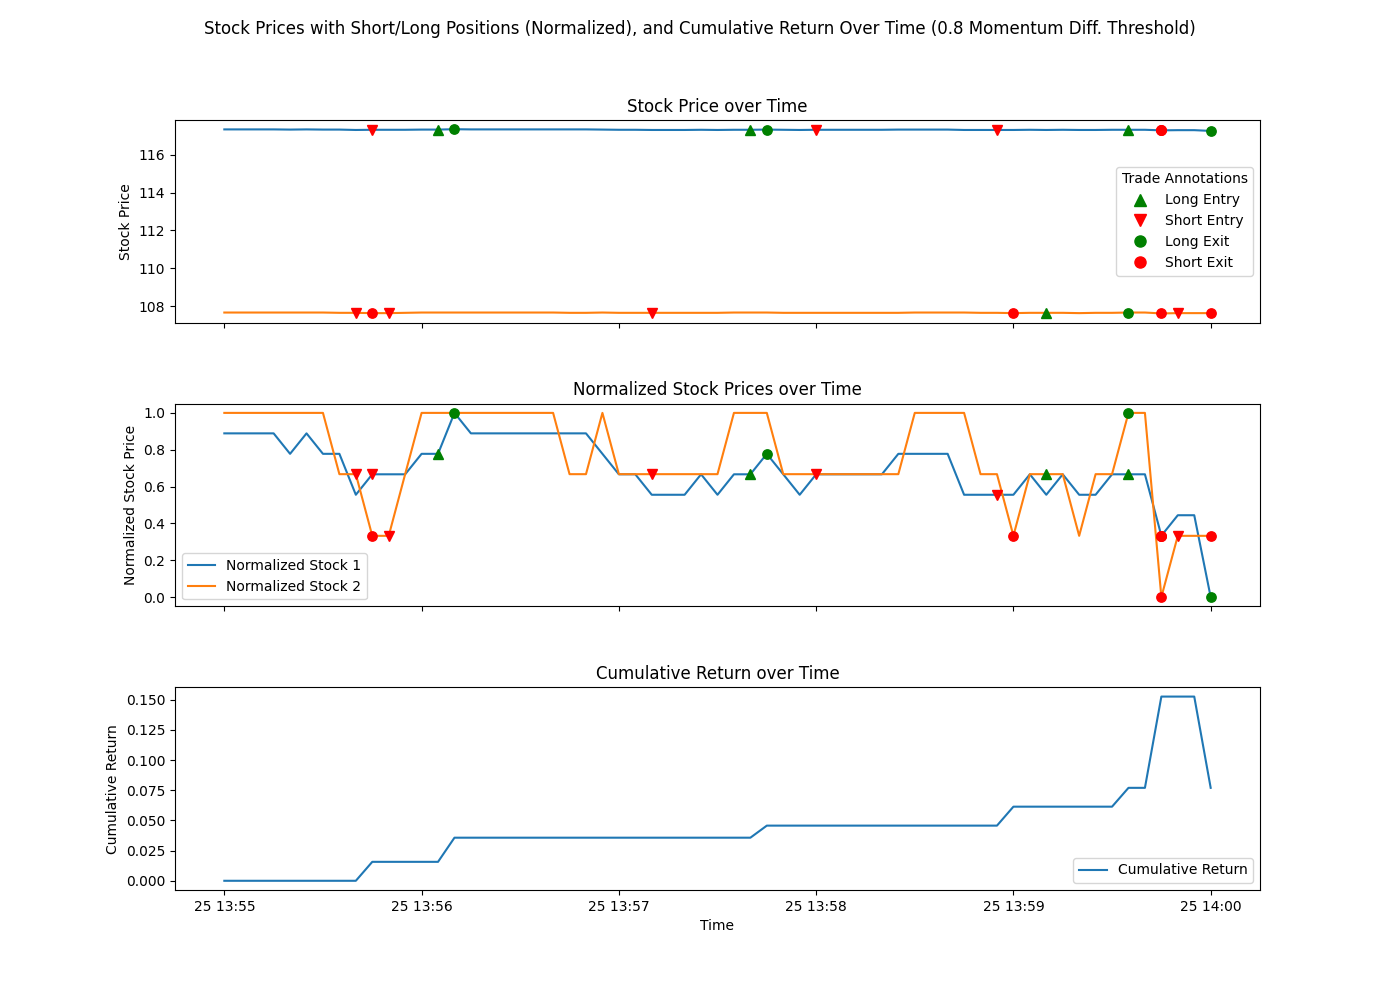 Stock Prices with Short/Long Positions (Normalized), and Cumulative Return Over Time (0.8 Momentum Diff. Threshold)
Stock Price over Time
Stock Price
116
114
112
110
108
Trade Annotations
Long Entry
Short Entry
Long Exit
Short Exit
Normalized Stock Prices over Time
Normalized Stock Price
1.0
0.8
0.6
0.4
0.2
0.0
Normalized Stock 1
Normalized Stock 2
Cumulative Return over Time
Cumulative Return
0.150
0.125
0.100
0.075
0.050
0.025
0.000
Cumulative Return
25 13:55
25 13:56
25 13:57
25 13:58
25 13:59
25 14:00
Time